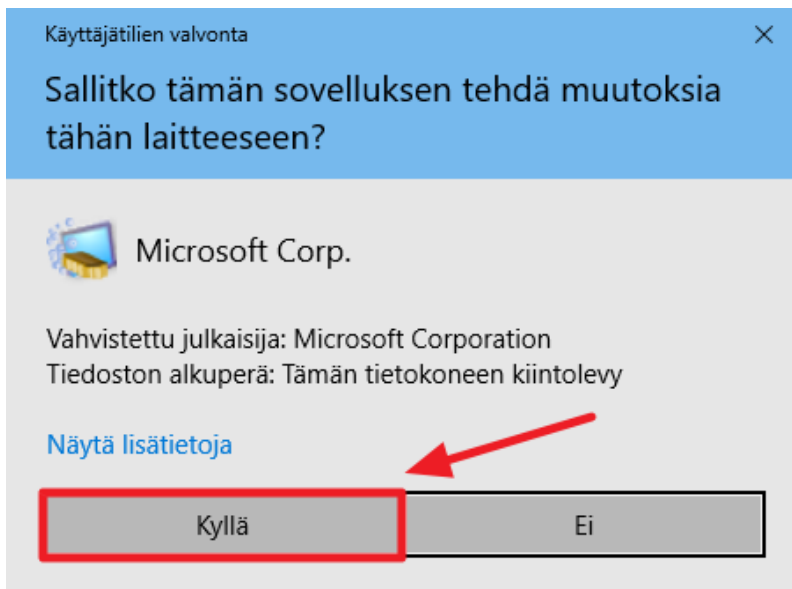 Käyttäjätilien valvonta
Sallitko tämän sovelluksen tehdä muutoksia
tähän laitteeseen?
Microsoft Corp.
Vahvistettu julkaisija: Microsoft Corporation
Tiedoston alkuperä: Tämän tietokoneen kiintolevy
Näytä lisätietoja
Kyllä Ei